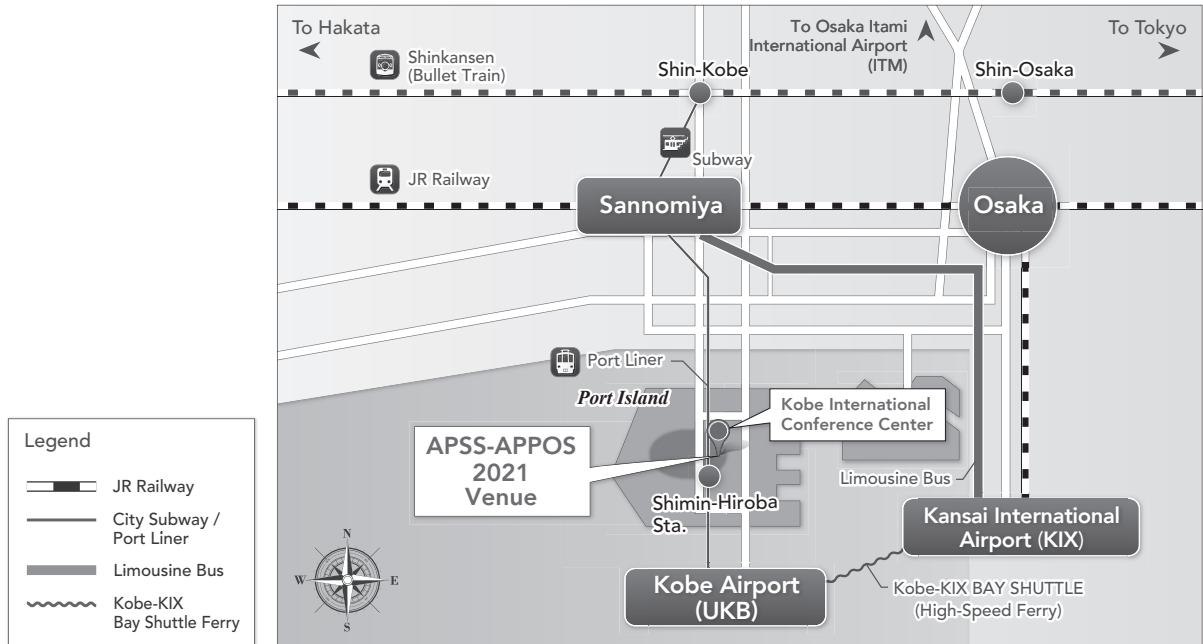 To Hakata
To Osaka Itami
International Airport
(ITM)
To Tokyo
Shinkansen
(Bullet Train)
Shin-Kobe
Shin-Osaka
Subway
JR Railway
Sannomiya
Osaka
Port Liner
Port Island
Kobe International
Conference Center
APSS-APPOS
2021
Venue
Limousine Bus
Shimin-Hiroba
Sta.
Kansai International
Airport (KIX)
Kobe Airport
(UKB)
Kobe-KIX BAY SHUTTLE
(High-Speed Ferry)
Legend
JR Railway
City Subway /
Port Liner
Limousine Bus
Kobe-KIX
Bay Shuttle Ferry
N
W
E
S